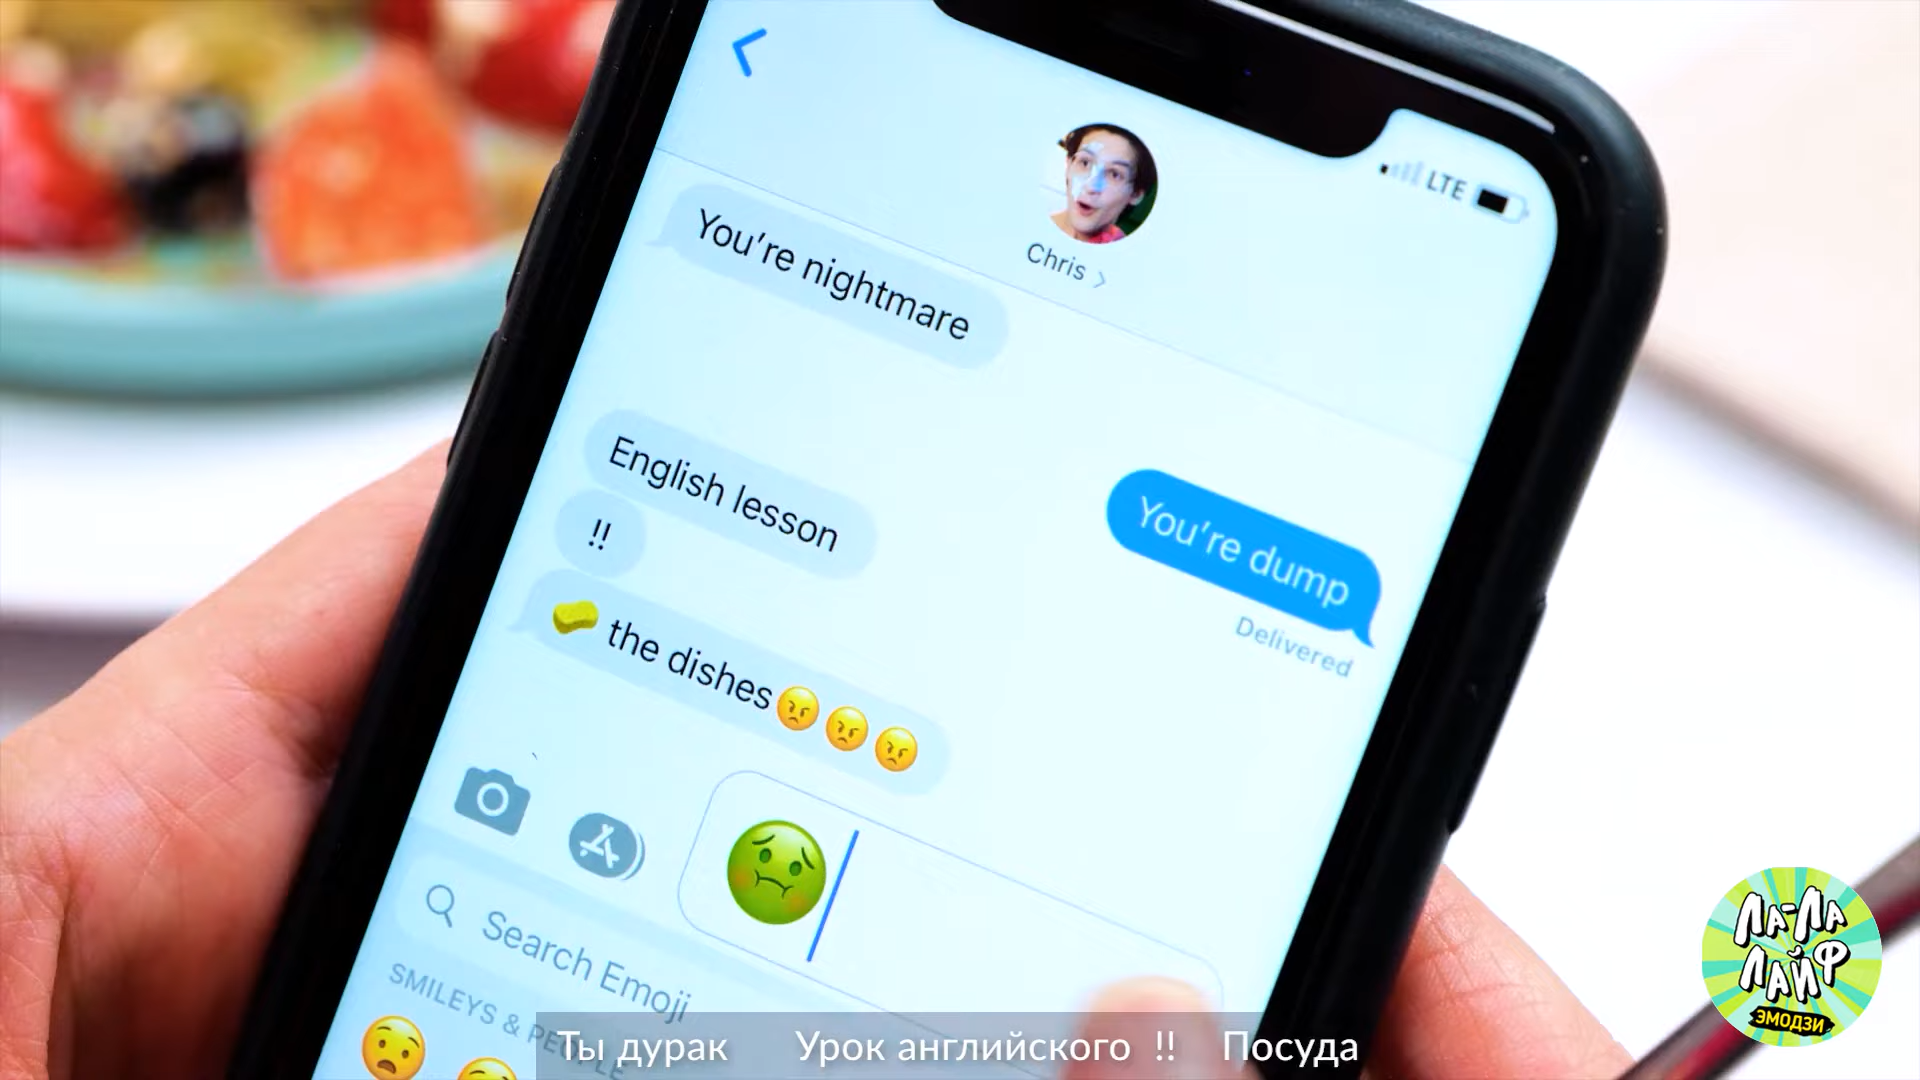 LTE
Chris
You're nightmare
You're dump
Delivered
English lesson
!!
the dishes
Search Emoji
SMILEYS & PEOPLE
Ты дурак Урок английского !! Посуда
ЛА-ЛА
ЛАЙФ
ЭМОДЗИ